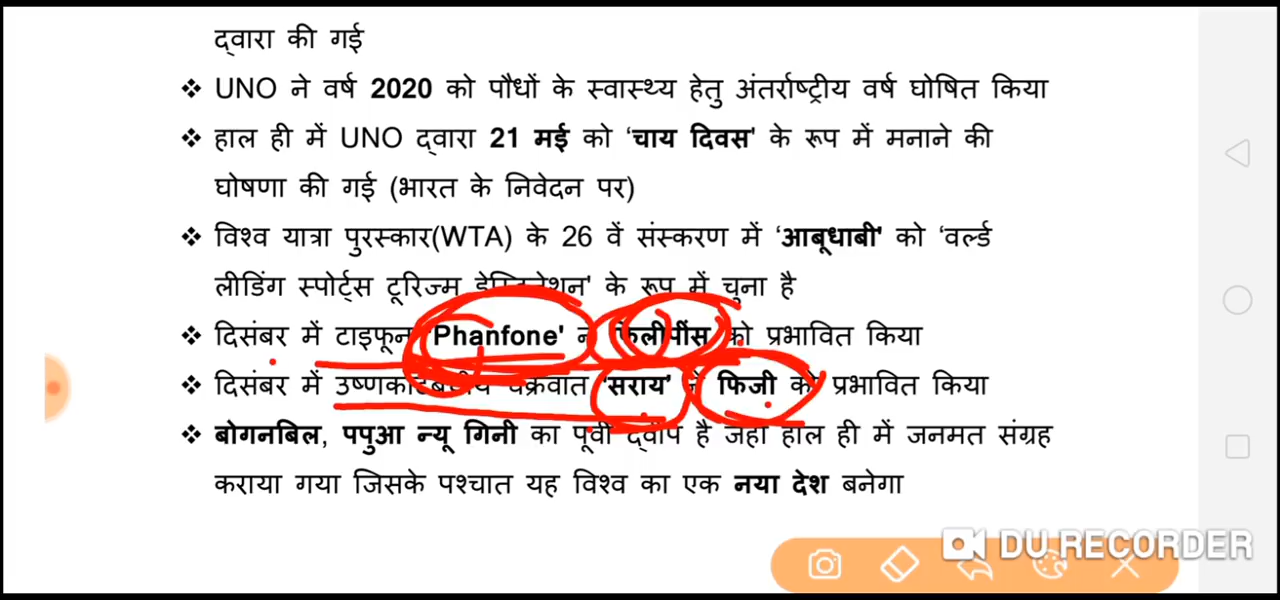 द्वारा की गई
❖ UNO ने वर्ष 2020 को पौधों के स्वास्थ्य हेतु अंतर्राष्ट्रीय वर्ष घोषित किया
❖ हाल ही में UNO द्वारा 21 मई को 'चाय दिवस' के रूप में मनाने की
घोषणा की गई (भारत के निवेदन पर)
❖ विश्व यात्रा पुरस्कार(WTA) के 26 वें संस्करण में 'आबूधाबी' को 'वर्ल्ड
लीडिंग स्पोर्ट्स टूरिज्म डेस्टिनेशन' के रूप में चुना है
❖ दिसंबर में टाइफून 'Phanfone' ने फिलीपींस को प्रभावित किया
❖ दिसंबर में उष्णकटिबंधीय चक्रवात 'सराय' ने फिजी को प्रभावित किया
❖ बोगनबिल, पपुआ न्यू गिनी का पूर्वी द्वीप है जहां हाल ही में जनमत संग्रह
कराया गया जिसके पश्चात यह विश्व का एक नया देश बनेगा
DU RECORDER